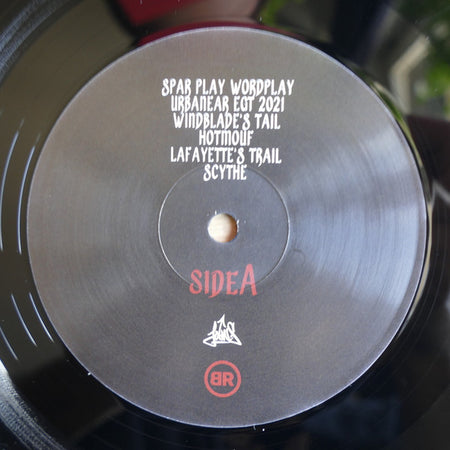 SPAR PLAY WORDPLAY
URBANEAR EGT 2021
WINDBLADE'S TAIL
HOTMOUF
LAFAYETTE'S TRAIL
SCYTHE
SIDEA
BR